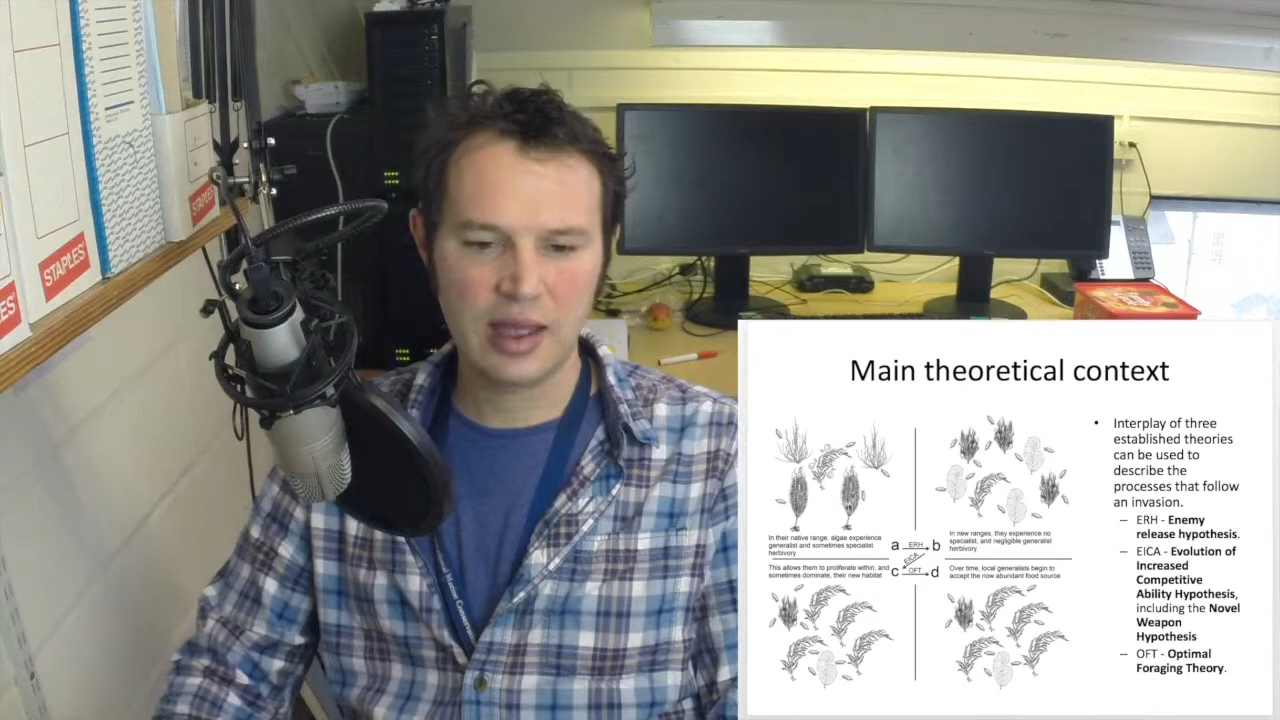 STAPLES
STAPLES
Main theoretical context
In their native range, algae experience
generalist and sometimes specialist
herbivory
In new ranges, they experience no
specialist, and negligible generalist
herbivory
a ERH b
EICA
c OFT d
This allows them to proliferate within, and
sometimes dominate, their new habitat
Over time, local generalists begin to
accept the now abundant food source
• Interplay of three
established theories
can be used to
describe the
processes that follow
an invasion.
– ERH - Enemy
release hypothesis.
– EICA - Evolution of
Increased
Competitive
Ability Hypothesis,
including the Novel
Weapon
Hypothesis
– OFT - Optimal
Foraging Theory.